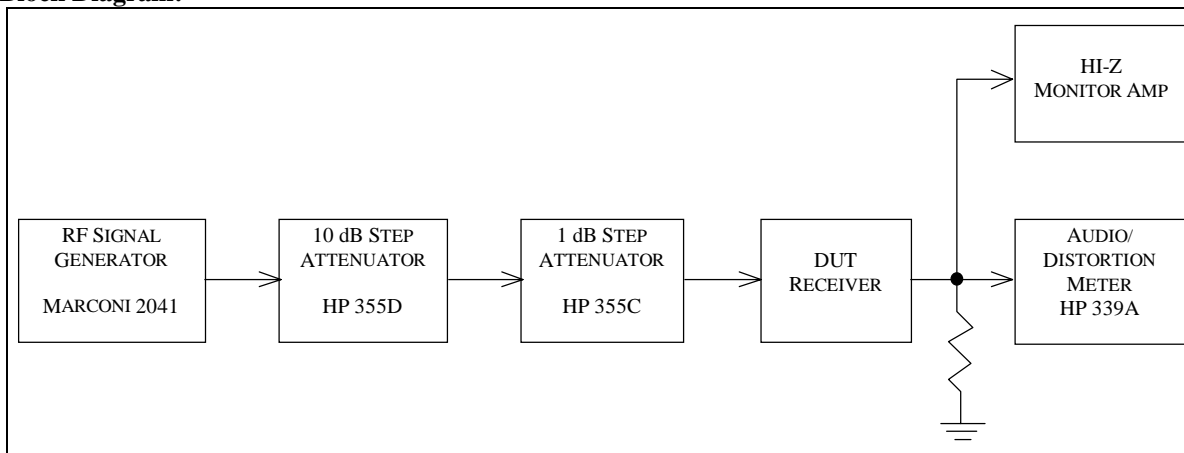 Block Diagram:
HI-Z
MONITOR AMP
RF SIGNAL
GENERATOR
MARCONI 2041
10 dB STEP
ATTENUATOR
HP 355D
1 dB STEP
ATTENUATOR
HP 355C
DUT
RECEIVER
AUDIO/
DISTORTION
METER
HP 339A